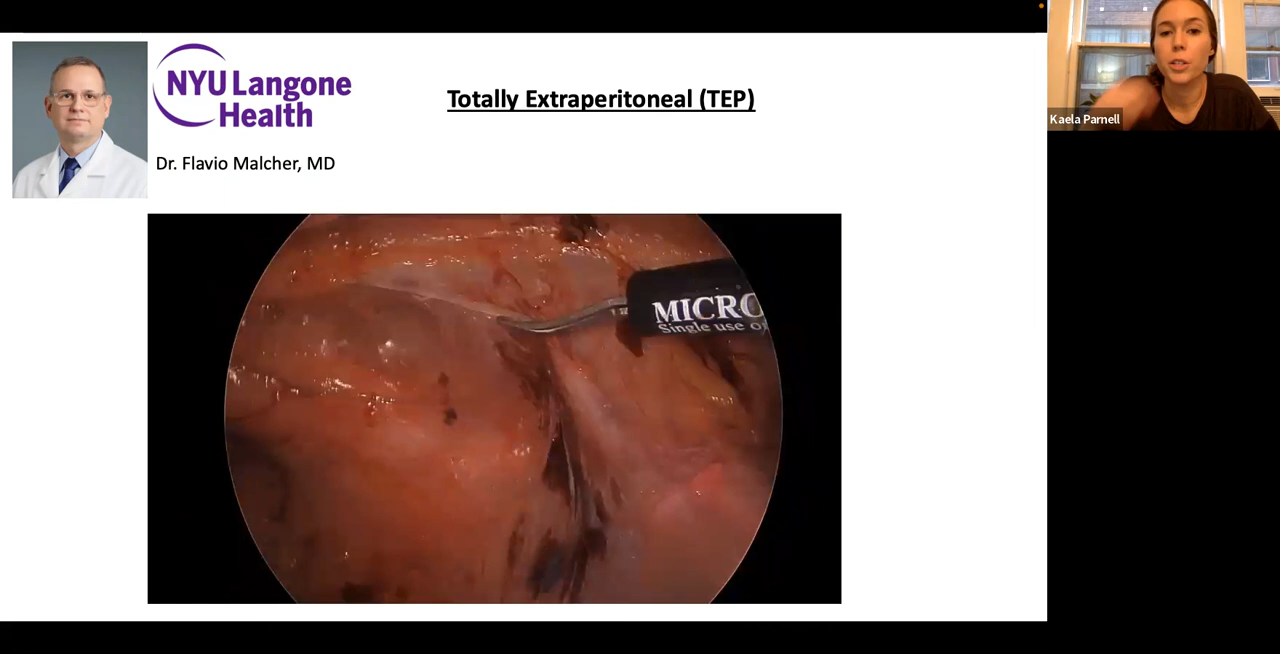 NYU Langone
Health
Totally Extraperitoneal (TEP)
Dr. Flavio Malcher, MD
MICRO
Single use o
Kaela Parnell